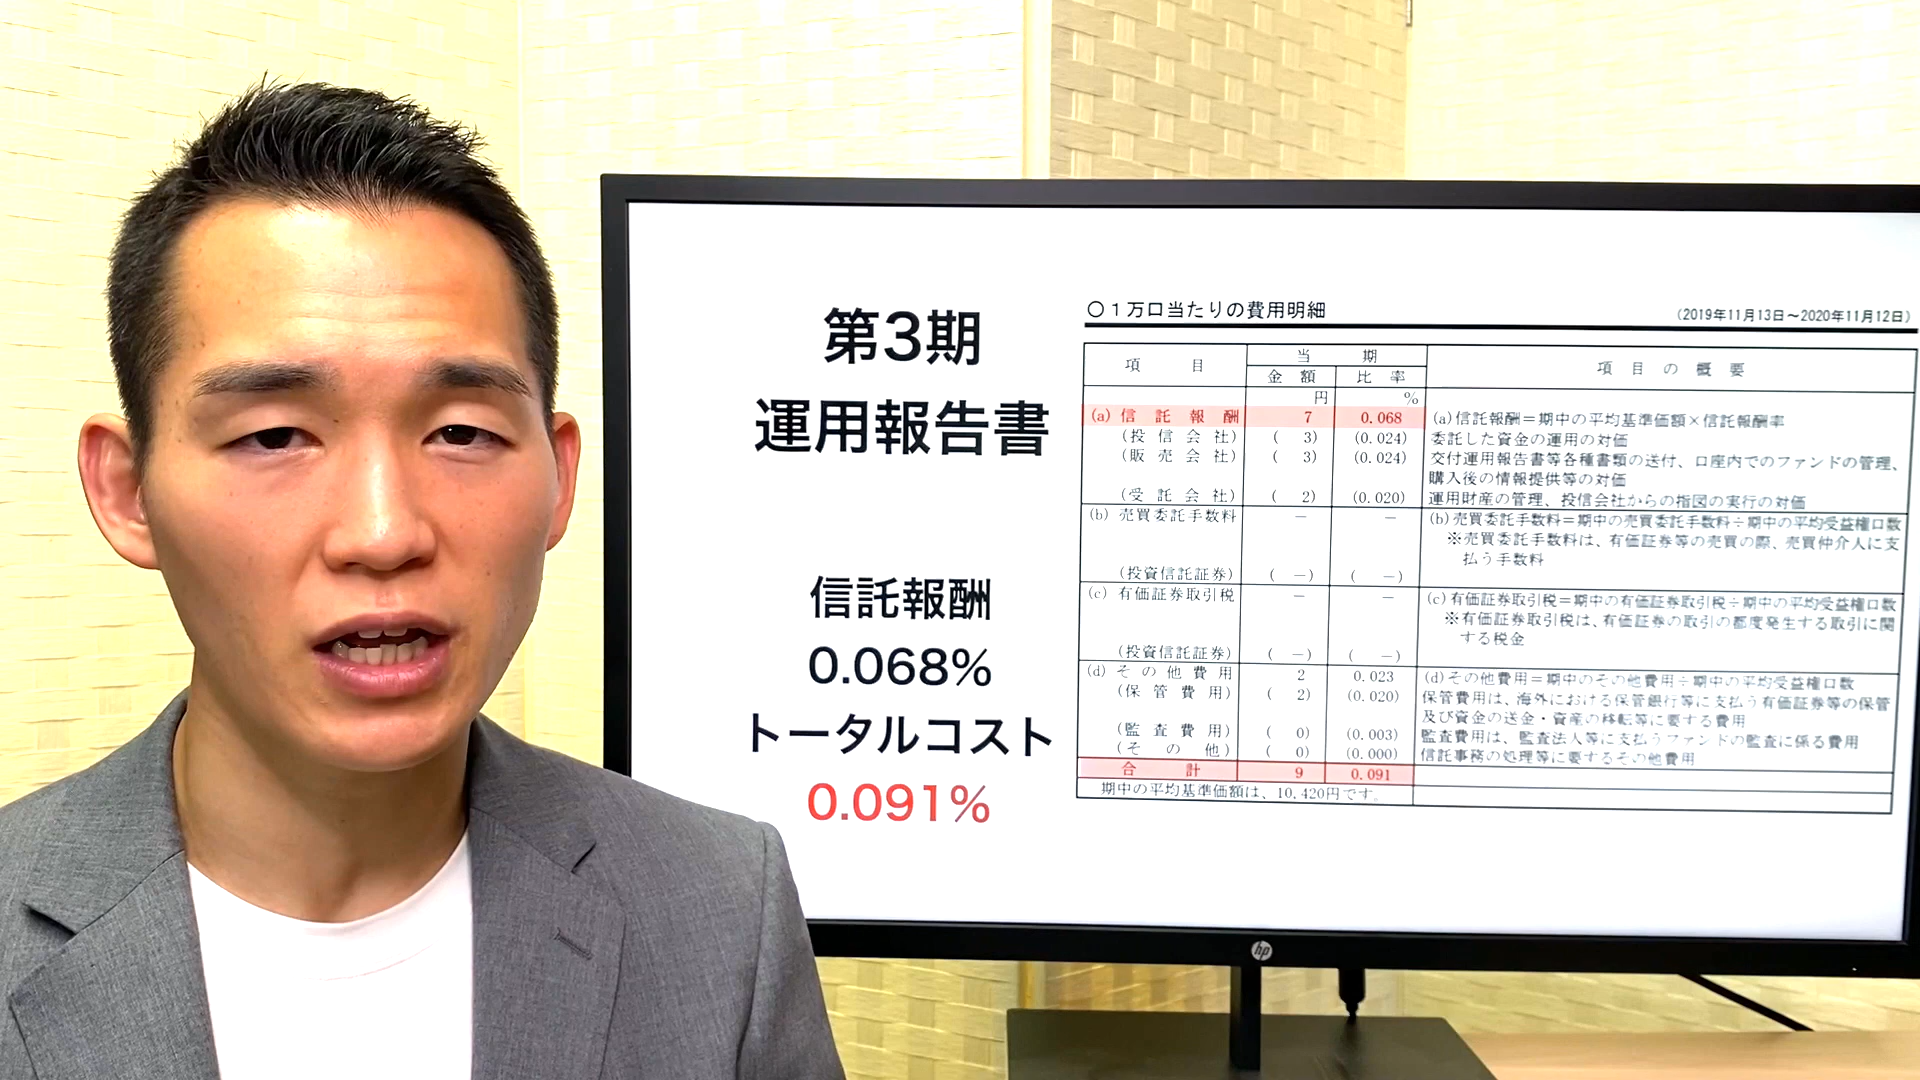 第3期
運用報告書
信託報酬
0.068%
トータルコスト
0.091%
〇1万口当たりの費用明細
(2019年11月13日〜2020年11月12日)
項 目 当 期 項 目 の 概 要
金 額 比 率
円 %
(a) 信 託 報 酬 7 0.068 (a)信託報酬=期中の平均基準価額×信託報酬率
(投 信 会 社) ( 3) (0.024) 委託した資金の運用の対価
(販 売 会 社) ( 3) (0.024) 交付運用報告書等各種書類の送付、口座内でのファンドの管理、
購入後の情報提供等の対価
(受 託 会 社) ( 2) (0.020) 運用財産の管理、投信会社からの指図の実行の対価
(b) 売買委託手数料 − − (b)売買委託手数料=期中の売買委託手数料÷期中の平均受益権口数
※売買委託手数料は、有価証券等の売買の際、売買仲介人に支
払う手数料
(投資信託証券) ( −) ( −)
(c) 有価証券取引税 − − (c)有価証券取引税=期中の有価証券取引税÷期中の平均受益権口数
※有価証券取引税は、有価証券の取引の都度発生する取引に関
する税金
(投資信託証券) ( −) ( −)
(d) そ の 他 費 用 2 0.023 (d)その他費用=期中のその他費用÷期中の平均受益権口数
(保 管 費 用) ( 2) (0.020) 保管費用は、海外における保管銀行等に支払う有価証券等の保管
及び資金の送金・資産の移転等に要する費用
(監 査 費 用) ( 0) (0.003) 監査費用は、監査法人等に支払うファンドの監査に係る費用
(そ の 他) ( 0) (0.000) 信託事務の処理等に要するその他費用
合 計 9 0.091
期中の平均基準価額は、10,420円です。
hp